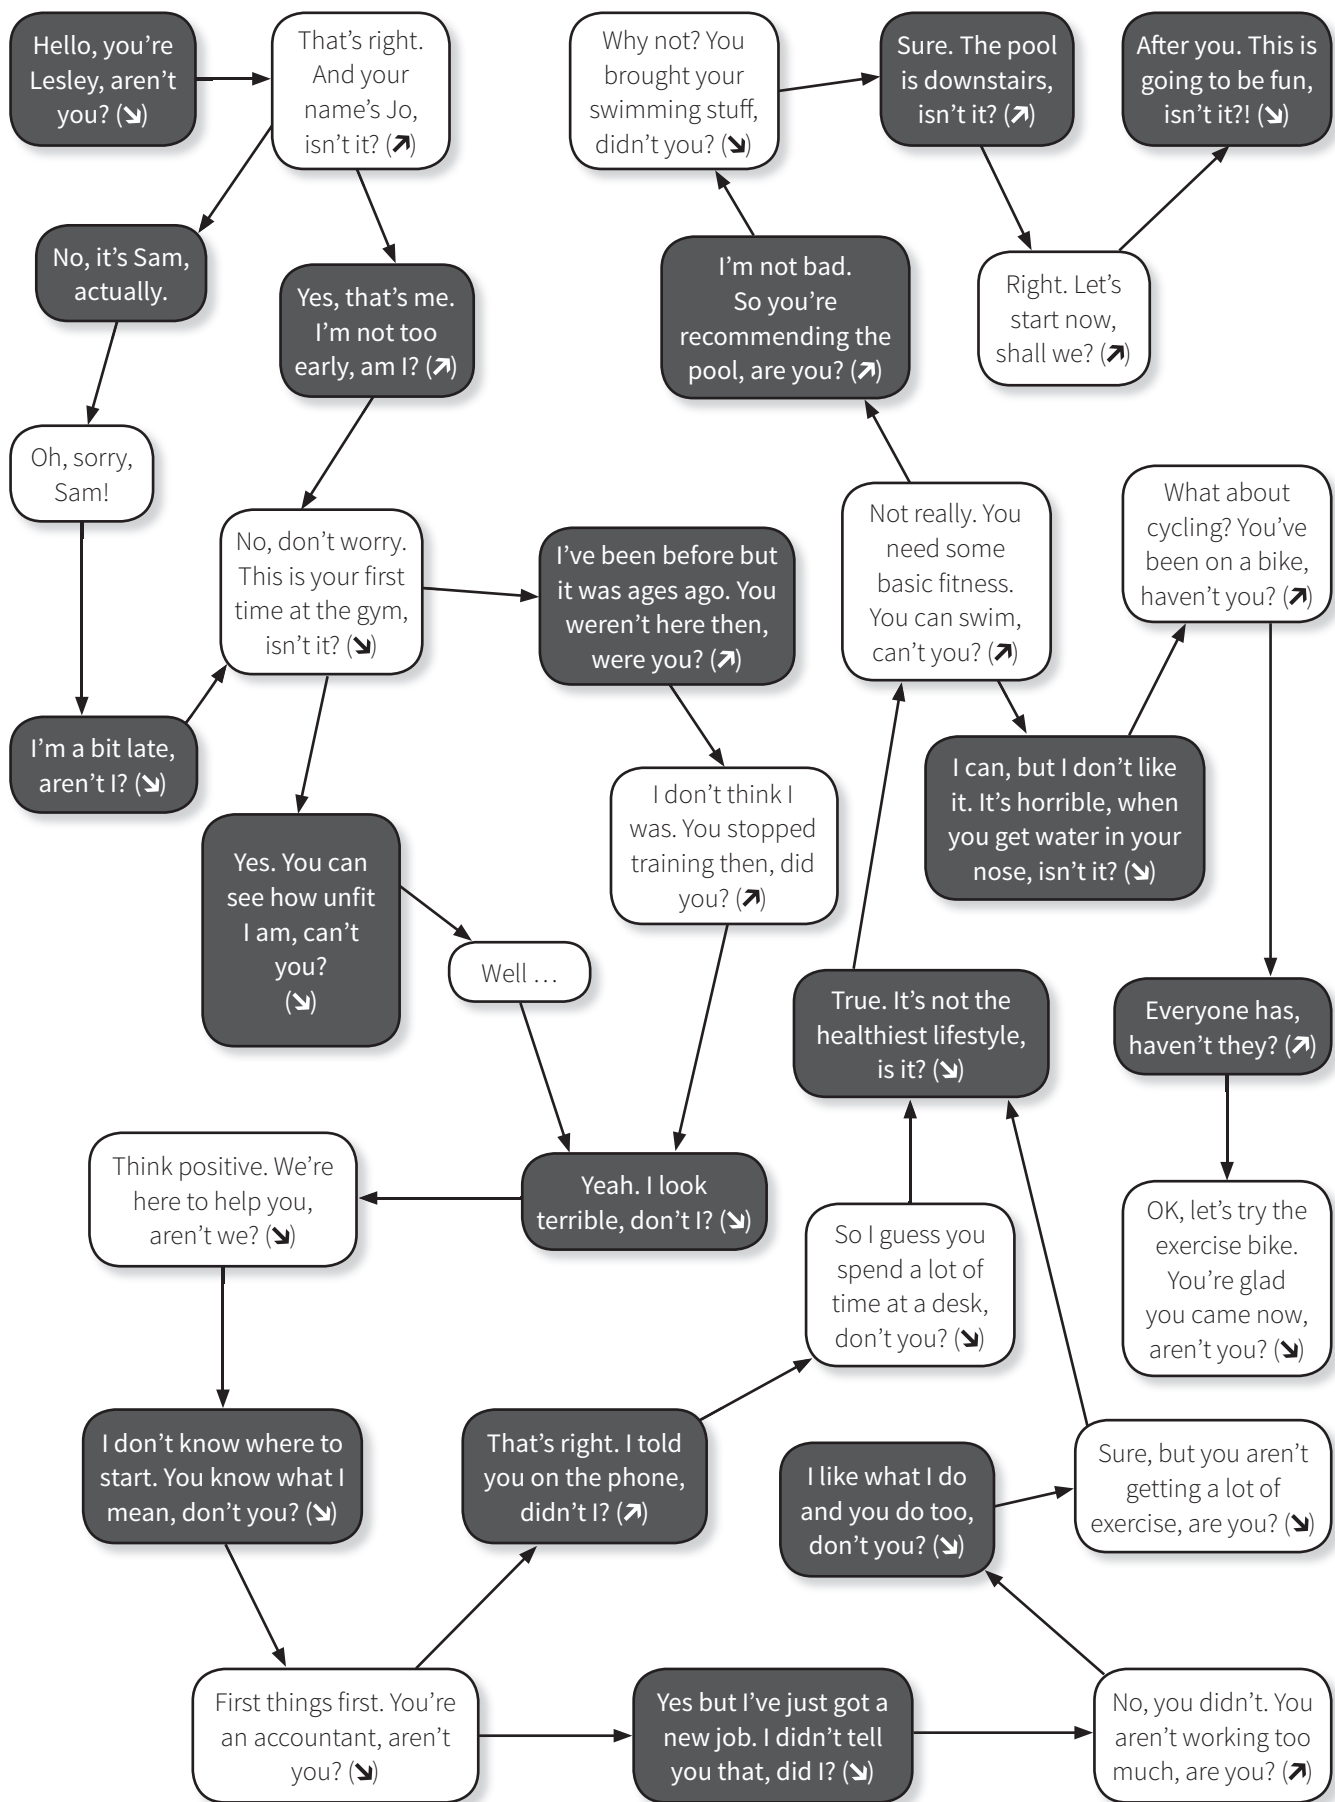 Hello, you're
Lesley, aren't
you? (↘)
That's right.
And your
name's Jo,
isn't it? (↗)
Why not? You
brought your
swimming stuff,
didn't you? (↘)
Sure. The pool
is downstairs,
isn't it? (↗)
After you. This is
going to be fun,
isn't it?! (↘)
No, it's Sam,
actually.
Yes, that's me.
I'm not too
early, am I? (↗)
I'm not bad.
So you're
recommending the
pool, are you? (↗)
Right. Let's
start now,
shall we? (↗)
Oh, sorry,
Sam!
No, don't worry.
This is your first
time at the gym,
isn't it? (↘)
I've been before but
it was ages ago. You
weren't here then,
were you? (↗)
Not really. You
need some
basic fitness.
You can swim,
can't you? (↗)
What about
cycling? You've
been on a bike,
haven't you? (↗)
I'm a bit late,
aren't I? (↘)
Yes. You can
see how unfit
I am, can't
you?
(↘)
Well …
I don't think I
was. You stopped
training then, did
you? (↗)
I can, but I don't like
it. It's horrible, when
you get water in your
nose, isn't it? (↘)
True. It's not the
healthiest lifestyle,
is it? (↘)
Everyone has,
haven't they? (↗)
Think positive. We're
here to help you,
aren't we? (↘)
Yeah. I look
terrible, don't I? (↘)
So I guess you
spend a lot of
time at a desk,
don't you? (↘)
OK, let's try the
exercise bike.
You're glad
you came now,
aren't you? (↘)
I don't know where to
start. You know what I
mean, don't you? (↘)
That's right. I told
you on the phone,
didn't I? (↗)
I like what I do
and you do too,
don't you? (↘)
Sure, but you aren't
getting a lot of
exercise, are you? (↘)
First things first. You're
an accountant, aren't
you? (↘)
Yes but I've just got a
new job. I didn't tell
you that, did I? (↘)
No, you didn't. You
aren't working too
much, are you? (↗)